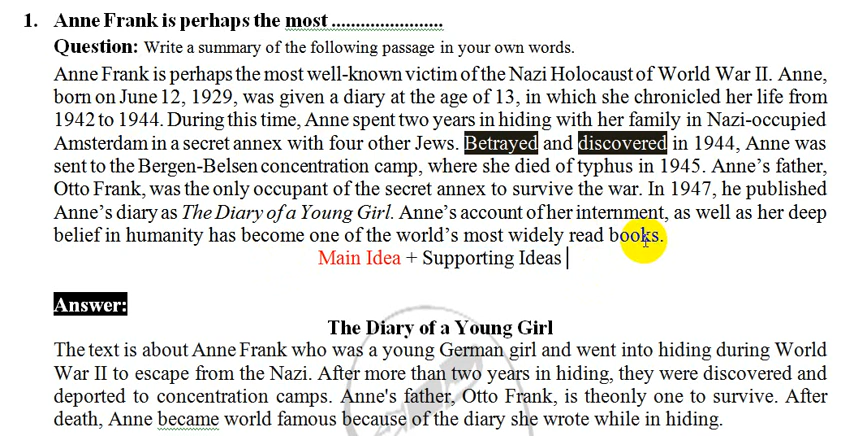 1. Anne Frank is perhaps the most .......................
Question: Write a summary of the following passage in your own words.
Anne Frank is perhaps the most well-known victim of the Nazi Holocaust of World War II. Anne,
born on June 12, 1929, was given a diary at the age of 13, in which she chronicled her life from
1942 to 1944. During this time, Anne spent two years in hiding with her family in Nazi-occupied
Amsterdam in a secret annex with four other Jews. Betrayed and discovered in 1944, Anne was
sent to the Bergen-Belsen concentration camp, where she died of typhus in 1945. Anne's father,
Otto Frank, was the only occupant of the secret annex to survive the war. In 1947, he published
Anne's diary as The Diary of a Young Girl. Anne's account of her internment, as well as her deep
belief in humanity has become one of the world's most widely read books.
Main Idea + Supporting Ideas
Answer:
The Diary of a Young Girl
The text is about Anne Frank who was a young German girl and went into hiding during World
War II to escape from the Nazi. After more than two years in hiding, they were discovered and
deported to concentration camps. Anne's father, Otto Frank, is theonly one to survive. After
death, Anne became world famous because of the diary she wrote while in hiding.